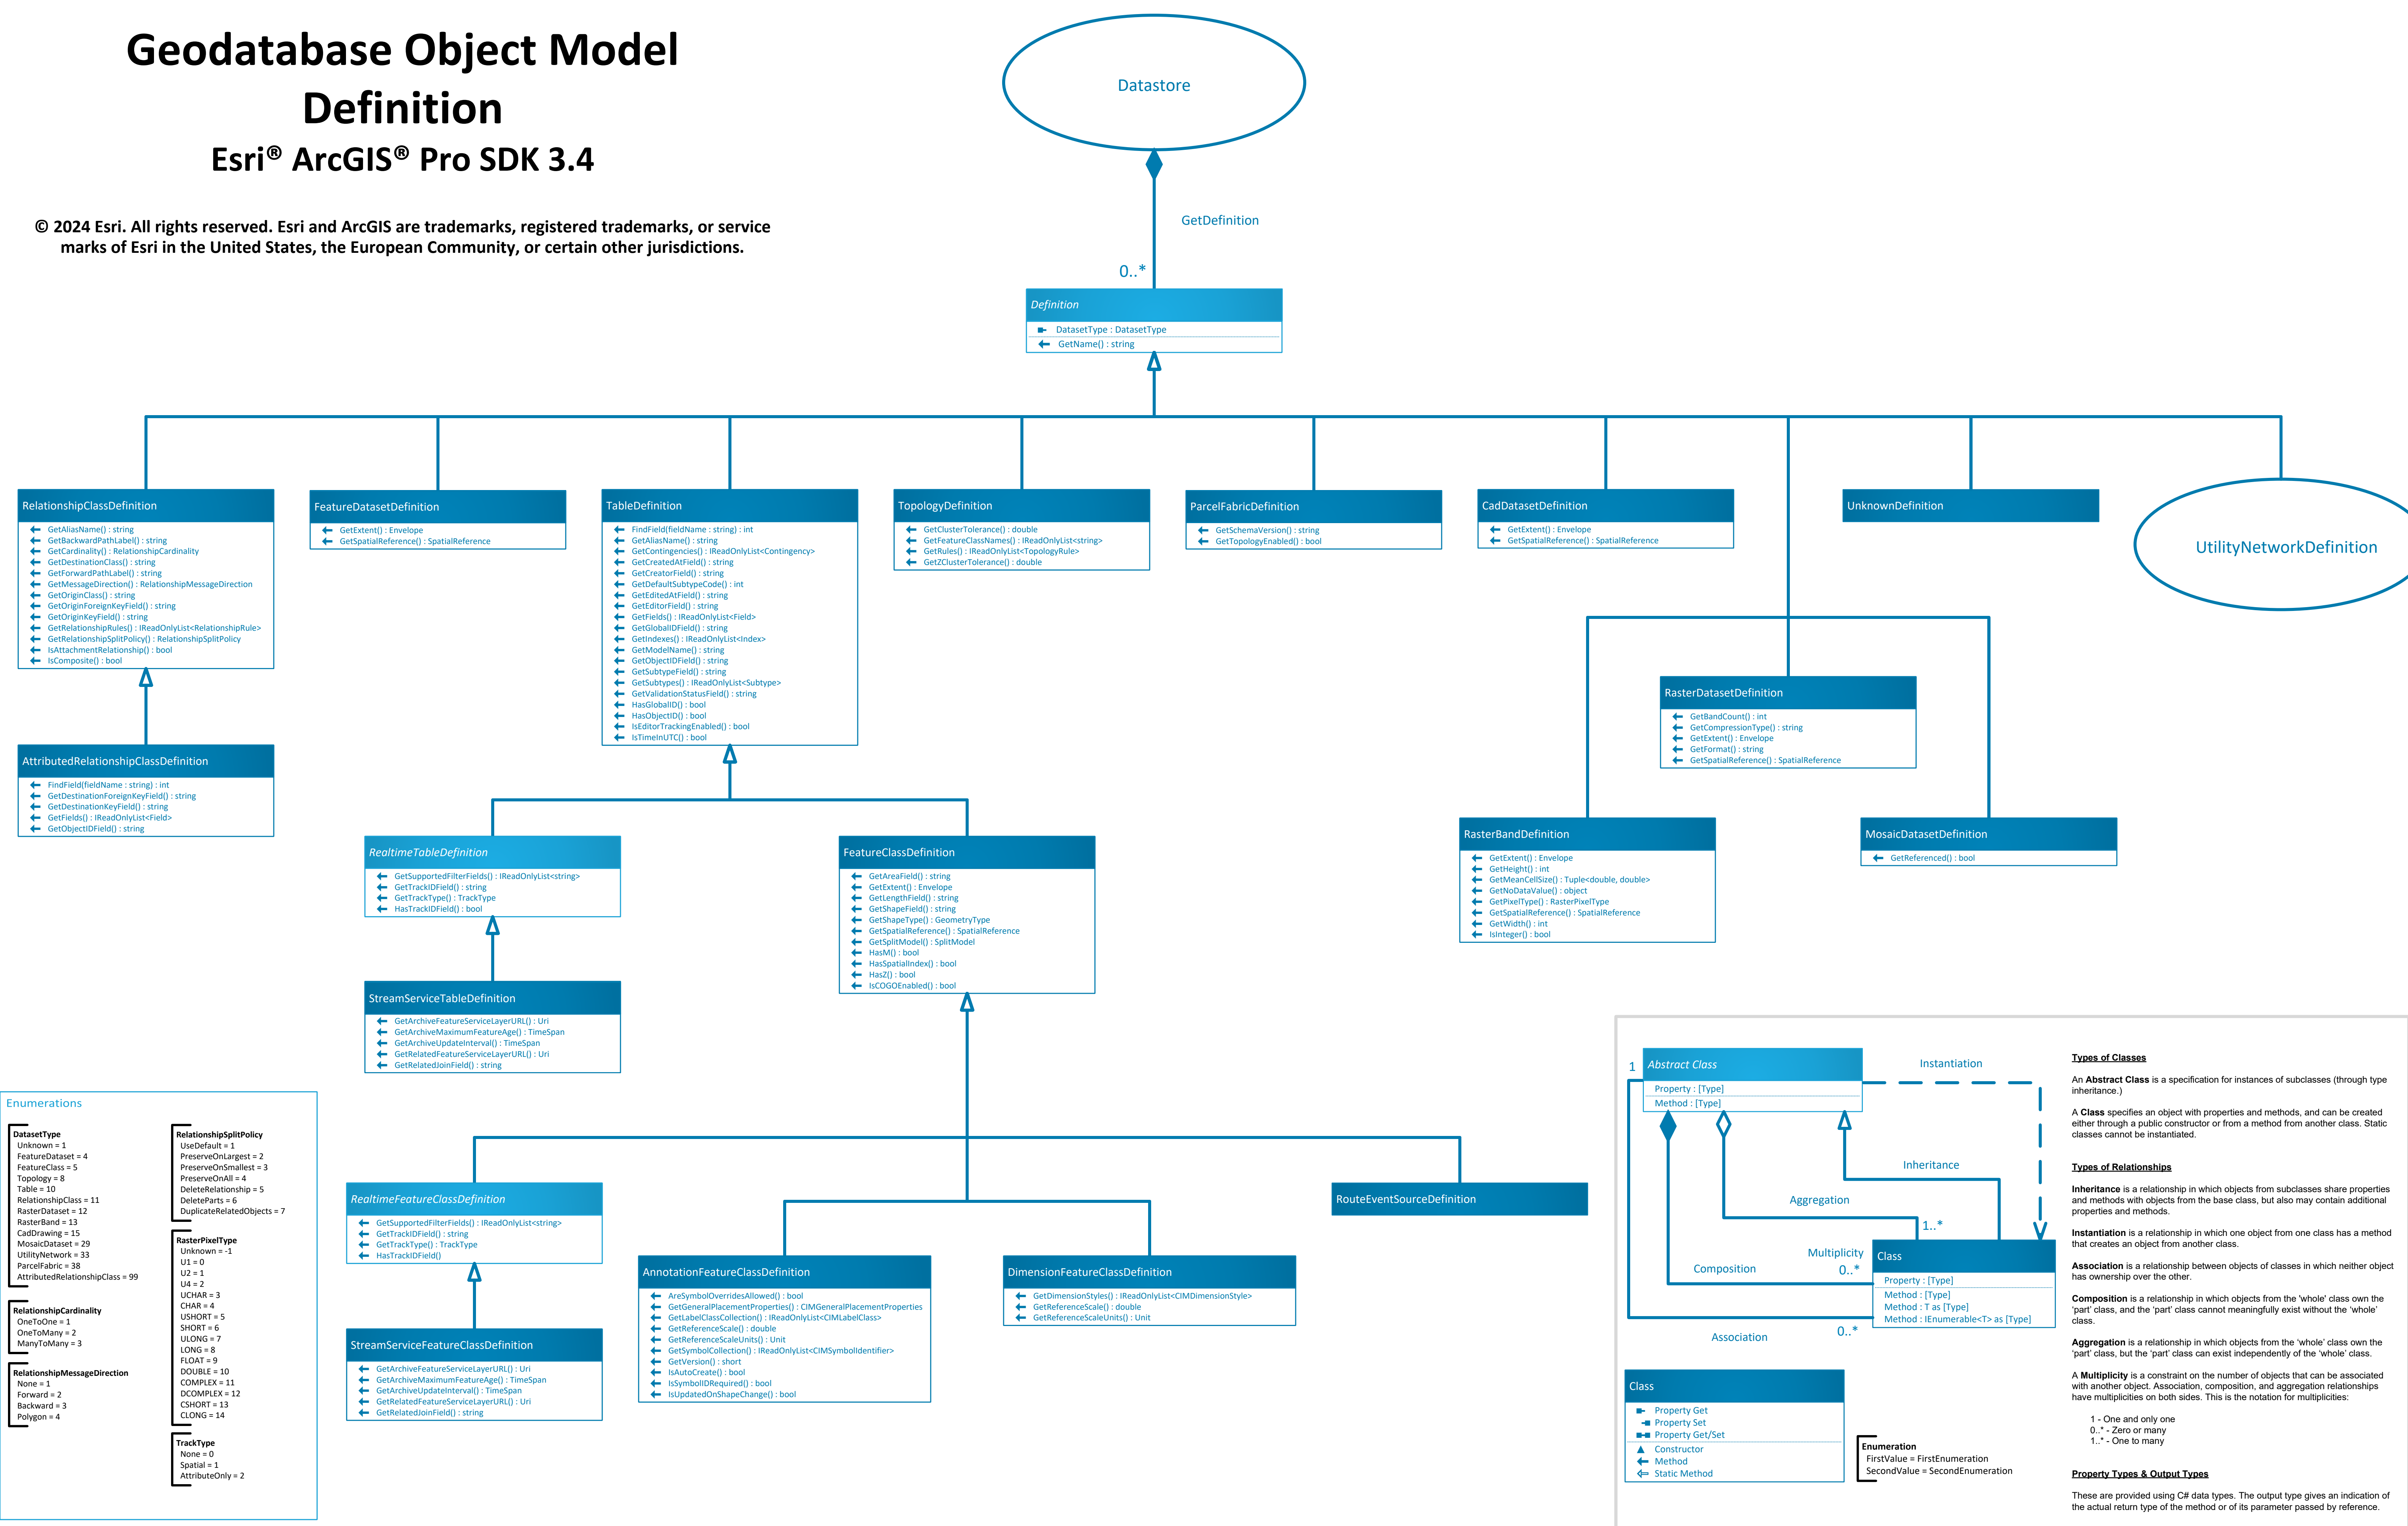 Geodatabase Object Model
Definition
Esri® ArcGIS® Pro SDK 3.4
© 2024 Esri. All rights reserved. Esri and ArcGIS are trademarks, registered trademarks, or service
marks of Esri in the United States, the European Community, or certain other jurisdictions.
Datastore
GetDefinition
0..*
Definition
DatasetType : DatasetType
GetName() : string
RelationshipClassDefinition
GetAliasName() : string
GetBackwardPathLabel() : string
GetCardinality() : RelationshipCardinality
GetDestinationClass() : string
GetForwardPathLabel() : string
GetMessageDirection() : RelationshipMessageDirection
GetOriginClass() : string
GetOriginForeignKeyField() : string
GetOriginKeyField() : string
GetRelationshipRules() : IReadOnlyList<RelationshipRule>
GetRelationshipSplitPolicy() : RelationshipSplitPolicy
IsAttachmentRelationship() : bool
IsComposite() : bool
AttributedRelationshipClassDefinition
FindField(fieldName : string) : int
GetDestinationForeignKeyField() : string
GetDestinationKeyField() : string
GetFields() : IReadOnlyList<Field>
GetObjectIDField() : string
FeatureDatasetDefinition
GetExtent() : Envelope
GetSpatialReference() : SpatialReference
TableDefinition
FindField(fieldName : string) : int
GetAliasName() : string
GetContingencies() : IReadOnlyList<Contingency>
GetCreatedAtField() : string
GetCreatorField() : string
GetDefaultSubtypeCode() : int
GetEditedAtField() : string
GetEditorField() : string
GetFields() : IReadOnlyList<Field>
GetGlobalIDField() : string
GetIndexes() : IReadOnlyList<Index>
GetModelName() : string
GetObjectIDField() : string
GetSubtypeField() : string
GetSubtypes() : IReadOnlyList<Subtype>
GetValidationStatusField() : string
HasGlobalID() : bool
HasObjectID() : bool
IsEditorTrackingEnabled() : bool
IsTimeInUTC() : bool
TopologyDefinition
GetClusterTolerance() : double
GetFeatureClassNames() : IReadOnlyList<string>
GetRules() : IReadOnlyList<TopologyRule>
GetZClusterTolerance() : double
ParcelFabricDefinition
GetSchemaVersion() : string
GetTopologyEnabled() : bool
CadDatasetDefinition
GetExtent() : Envelope
GetSpatialReference() : SpatialReference
UnknownDefinition
UtilityNetworkDefinition
RasterDatasetDefinition
GetBandCount() : int
GetCompressionType() : string
GetExtent() : Envelope
GetFormat() : string
GetSpatialReference() : SpatialReference
RasterBandDefinition
GetExtent() : Envelope
GetHeight() : int
GetMeanCellSize() : Tuple<double, double>
GetNoDataValue() : object
GetPixelType() : RasterPixelType
GetSpatialReference() : SpatialReference
GetWidth() : int
IsInteger() : bool
MosaicDatasetDefinition
GetReferenced() : bool
RealtimeTableDefinition
GetSupportedFilterFields() : IReadOnlyList<string>
GetTrackIDField() : string
GetTrackType() : TrackType
HasTrackIDField() : bool
StreamServiceTableDefinition
GetArchiveFeatureServiceLayerURL() : Uri
GetArchiveMaximumFeatureAge() : TimeSpan
GetArchiveUpdateInterval() : TimeSpan
GetRelatedFeatureServiceLayerURL() : Uri
GetRelatedJoinField() : string
FeatureClassDefinition
GetAreaField() : string
GetExtent() : Envelope
GetLengthField() : string
GetShapeField() : string
GetShapeType() : GeometryType
GetSpatialReference() : SpatialReference
GetSplitModel() : SplitModel
HasM() : bool
HasSpatialIndex() : bool
HasZ() : bool
IsCOGOEnabled() : bool
RealtimeFeatureClassDefinition
GetSupportedFilterFields() : IReadOnlyList<string>
GetTrackIDField() : string
GetTrackType() : TrackType
HasTrackIDField()
StreamServiceFeatureClassDefinition
GetArchiveFeatureServiceLayerURL() : Uri
GetArchiveMaximumFeatureAge() : TimeSpan
GetArchiveUpdateInterval() : TimeSpan
GetRelatedFeatureServiceLayerURL() : Uri
GetRelatedJoinField() : string
AnnotationFeatureClassDefinition
AreSymbolOverridesAllowed() : bool
GetGeneralPlacementProperties() : CIMGeneralPlacementProperties
GetLabelClassCollection() : IReadOnlyList<CIMLabelClass>
GetReferenceScale() : double
GetReferenceScaleUnits() : Unit
GetSymbolCollection() : IReadOnlyList<CIMSymbolIdentifier>
GetVersion() : short
IsAutoCreate() : bool
IsSymbolIDRequired() : bool
IsUpdatedOnShapeChange() : bool
DimensionFeatureClassDefinition
GetDimensionStyles() : IReadOnlyList<CIMDimensionStyle>
GetReferenceScale() : double
GetReferenceScaleUnits() : Unit
RouteEventSourceDefinition
Enumerations
DatasetType
Unknown = 1
FeatureDataset = 4
FeatureClass = 5
Topology = 8
Table = 10
RelationshipClass = 11
RasterDataset = 12
RasterBand = 13
CadDrawing = 15
MosaicDataset = 29
UtilityNetwork = 33
ParcelFabric = 38
AttributedRelationshipClass = 99
RelationshipCardinality
OneToOne = 1
OneToMany = 2
ManyToMany = 3
RelationshipMessageDirection
None = 1
Forward = 2
Backward = 3
Polygon = 4
RelationshipSplitPolicy
UseDefault = 1
PreserveOnLargest = 2
PreserveOnSmallest = 3
PreserveOnAll = 4
DeleteRelationship = 5
DeleteParts = 6
DuplicateRelatedObjects = 7
RasterPixelType
Unknown = -1
U1 = 0
U2 = 1
U4 = 2
UCHAR = 3
CHAR = 4
USHORT = 5
SHORT = 6
ULONG = 7
LONG = 8
FLOAT = 9
DOUBLE = 10
COMPLEX = 11
DCOMPLEX = 12
CSHORT = 13
CLONG = 14
TrackType
None = 0
Spatial = 1
AttributeOnly = 2
1
Abstract Class
Property : [Type]
Method : [Type]
Instantiation
Inheritance
Aggregation
1..*
Multiplicity
0..*
Composition
Class
Property : [Type]
Method : [Type]
Method : T as [Type]
Method : IEnumerable<T> as [Type]
Association
0..*
Class
Property Get
Property Set
Property Get/Set
Constructor
Method
Static Method
Enumeration
FirstValue = FirstEnumeration
SecondValue = SecondEnumeration
Types of Classes
An Abstract Class is a specification for instances of subclasses (through type
inheritance.)
A Class specifies an object with properties and methods, and can be created
either through a public constructor or from a method from another class. Static
classes cannot be instantiated.
Types of Relationships
Inheritance is a relationship in which objects from subclasses share properties
and methods with objects from the base class, but also may contain additional
properties and methods.
Instantiation is a relationship in which one object from one class has a method
that creates an object from another class.
Association is a relationship between objects of classes in which neither object
has ownership over the other.
Composition is a relationship in which objects from the 'whole' class own the
'part' class, and the 'part' class cannot meaningfully exist without the 'whole'
class.
Aggregation is a relationship in which objects from the 'whole' class own the
'part' class, but the 'part' class can exist independently of the 'whole' class.
A Multiplicity is a constraint on the number of objects that can be associated
with another object. Association, composition, and aggregation relationships
have multiplicities on both sides. This is the notation for multiplicities:
1 - One and only one
0..* - Zero or many
1..* - One to many
Property Types & Output Types
These are provided using C# data types. The output type gives an indication of
the actual return type of the method or of its parameter passed by reference.